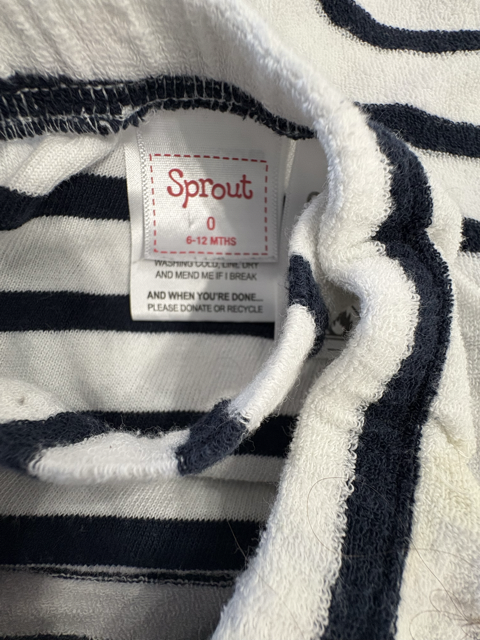 Sprout
0
6-12 MTHS
WASHING COLD, LINE DRY
AND MEND ME IF I BREAK
AND WHEN YOU'RE DONE...
PLEASE DONATE OR RECYCLE